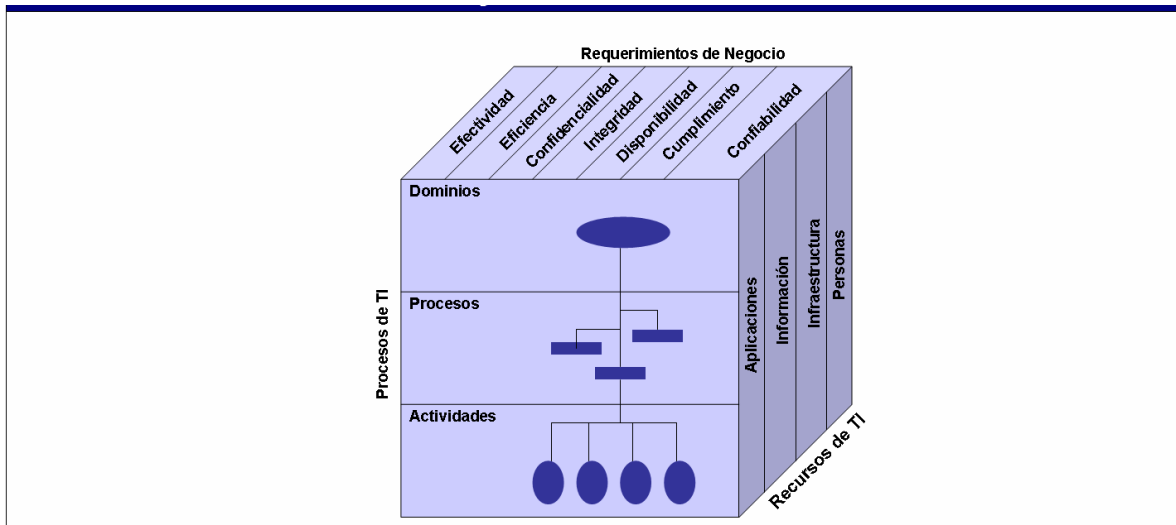 Requerimientos de Negocio
Efectividad
Eficiencia
Confidencialidad
Integridad
Disponibilidad
Cumplimiento
Confiabilidad
Dominios
Procesos
Actividades
Procesos de TI
Aplicaciones
Información
Infraestructura
Personas
Recursos de TI